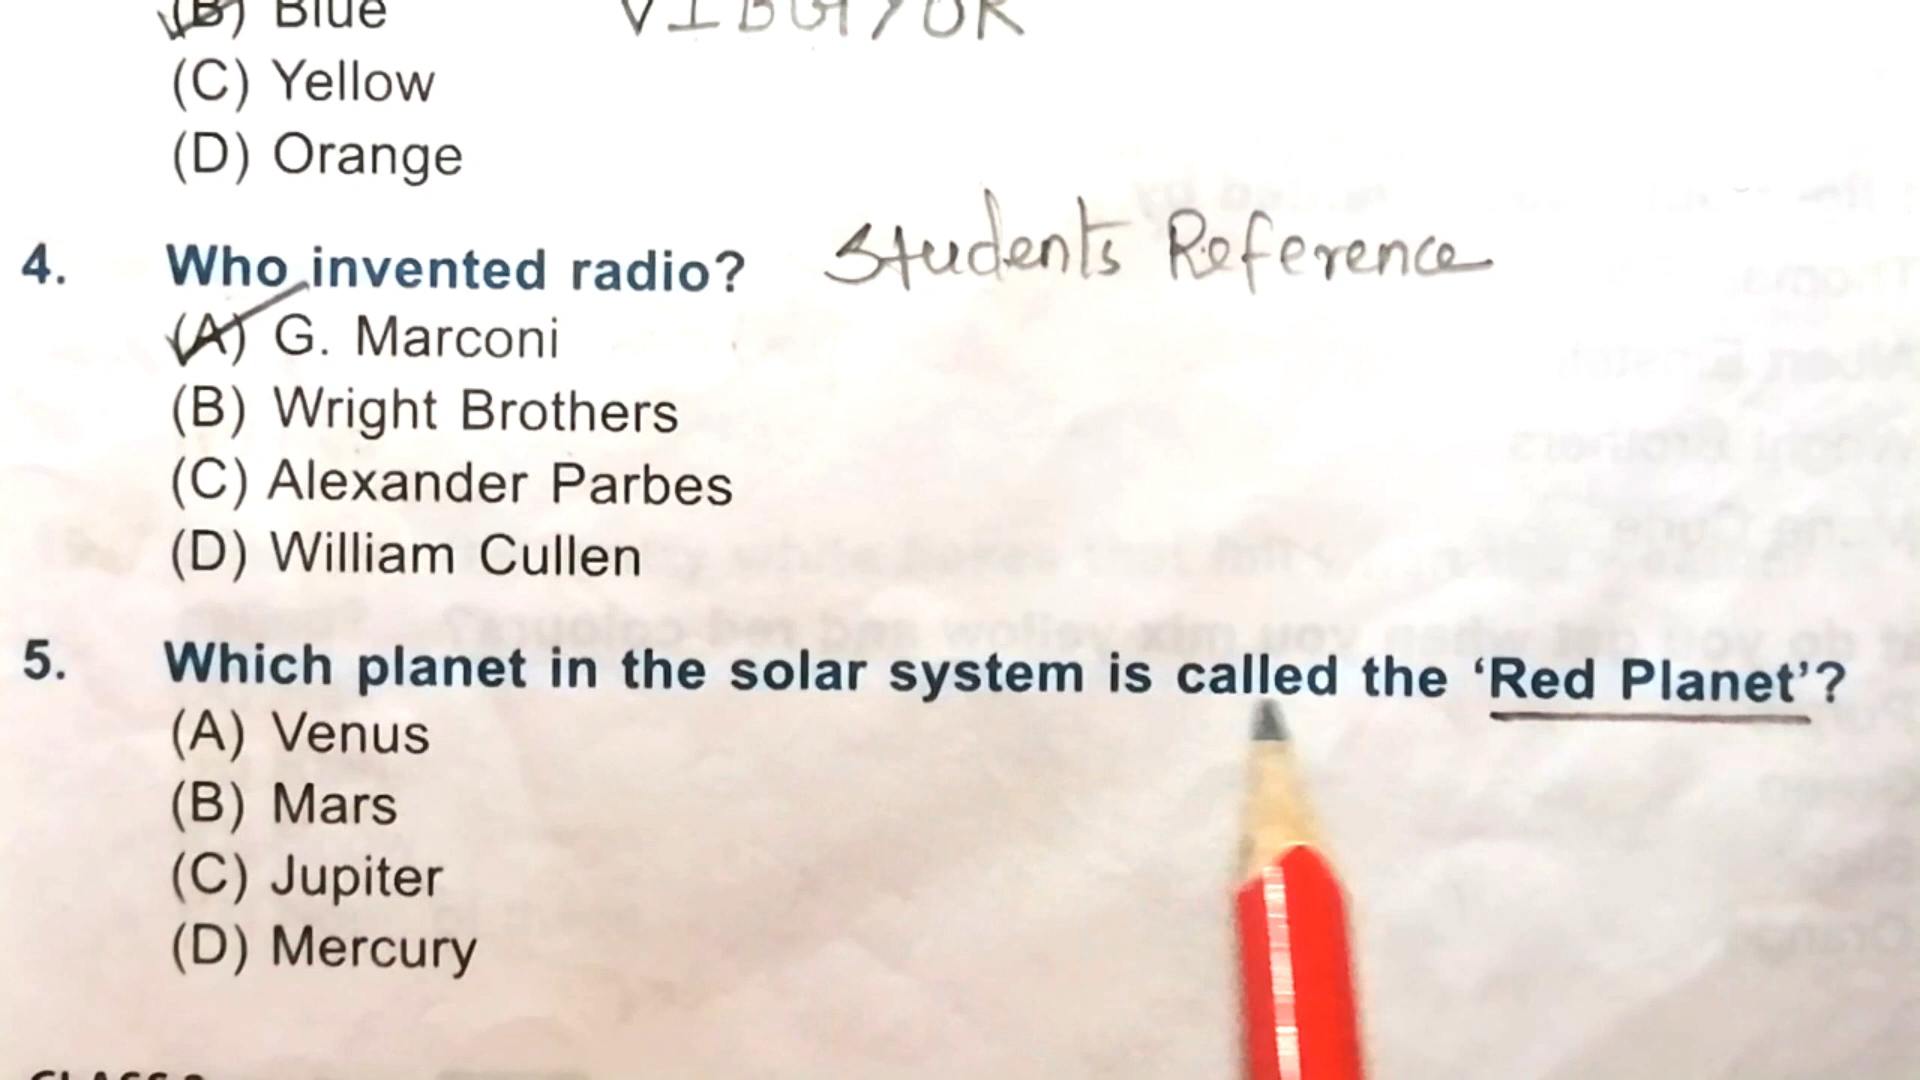 (B) Blue VIBGYOR
(C) Yellow
(D) Orange
4. Who invented radio? Students Reference
(A) G. Marconi
(B) Wright Brothers
(C) Alexander Parbes
(D) William Cullen
5. Which planet in the solar system is called the ‘Red Planet’?
(A) Venus
(B) Mars
(C) Jupiter
(D) Mercury